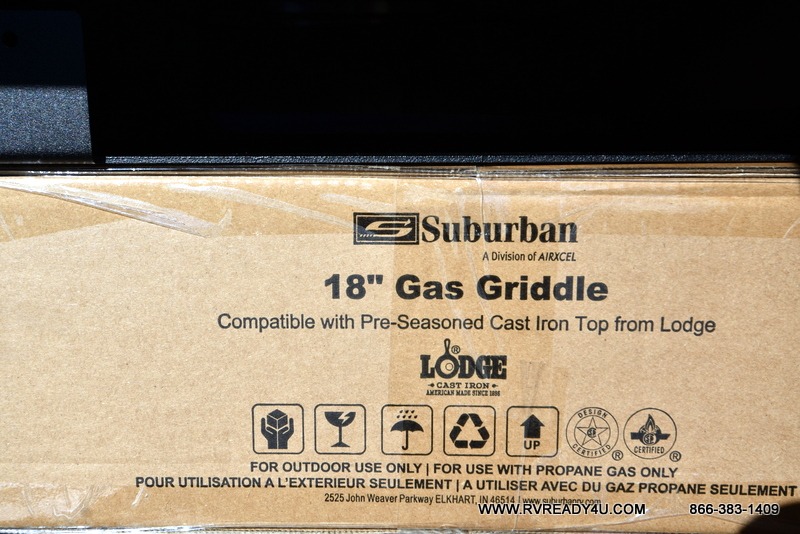 Suburban
A Division of AIRXCEL
18" Gas Griddle
Compatible with Pre-Seasoned Cast Iron Top from Lodge
LODGE®
CAST IRON
AMERICAN MADE SINCE 1896
UP
DESIGN CERTIFIED ®
CERTIFIED ®
FOR OUTDOOR USE ONLY | FOR USE WITH PROPANE GAS ONLY
POUR UTILISATION A L'EXTERIEUR SEULEMENT | A UTILISER AVEC DU GAZ PROPANE SEULEMENT
2525 John Weaver Parkway ELKHART, IN 46514 |
WWW.RVREADY4U.COM 866-383-1409